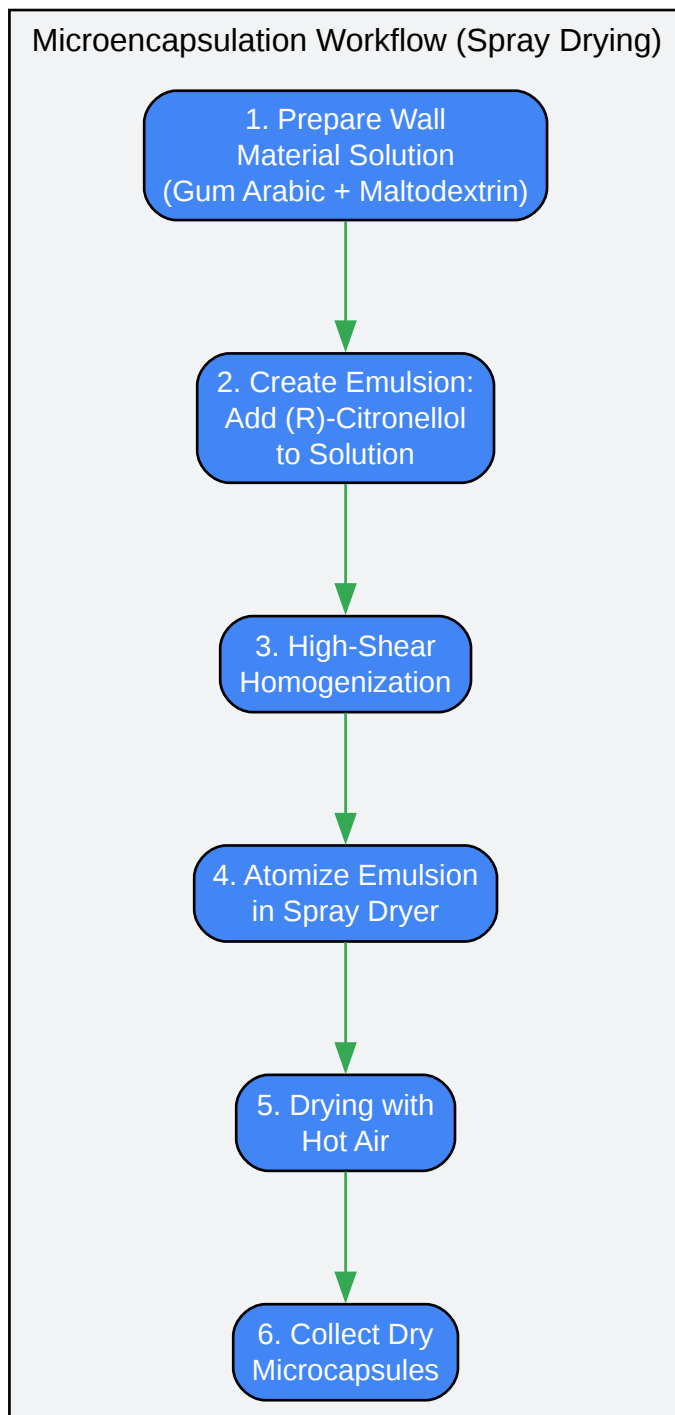 Microencapsulation Workflow (Spray Drying)
1. Prepare Wall
Material Solution
(Gum Arabic + Maltodextrin)
2. Create Emulsion:
Add (R)-Citronellol
to Solution
3. High-Shear
Homogenization
4. Atomize Emulsion
in Spray Dryer
5. Drying with
Hot Air
6. Collect Dry
Microcapsules